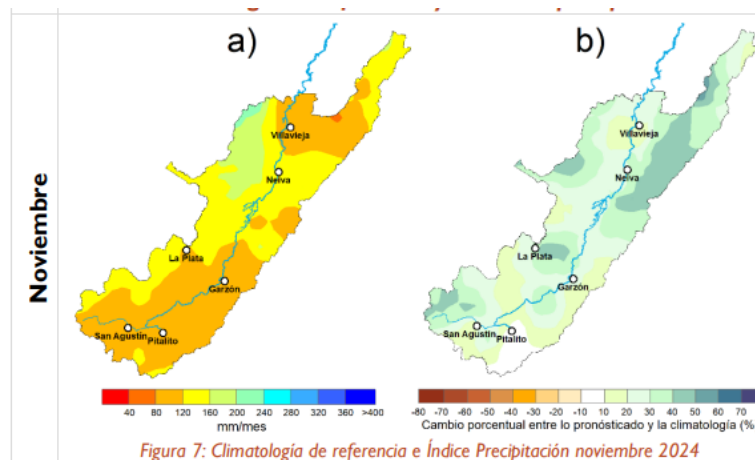 a)
b)
Noviembre
Villavieja
Neiva
La Plata
Garzón
San Agustín
Pitalito
Villavieja
Neiva
La Plata
Garzón
San Agustín
Pitalito
40 80 120 160 200 240 280 320 360 >400
mm/mes
-80 -70 -60 -50 -40 -30 -20 -10 10 20 30 40 50 60 70
Cambio porcentual entre lo pronósticado y la climatología (%
Figura 7: Climatología de referencia e Índice Precipitación noviembre 2024